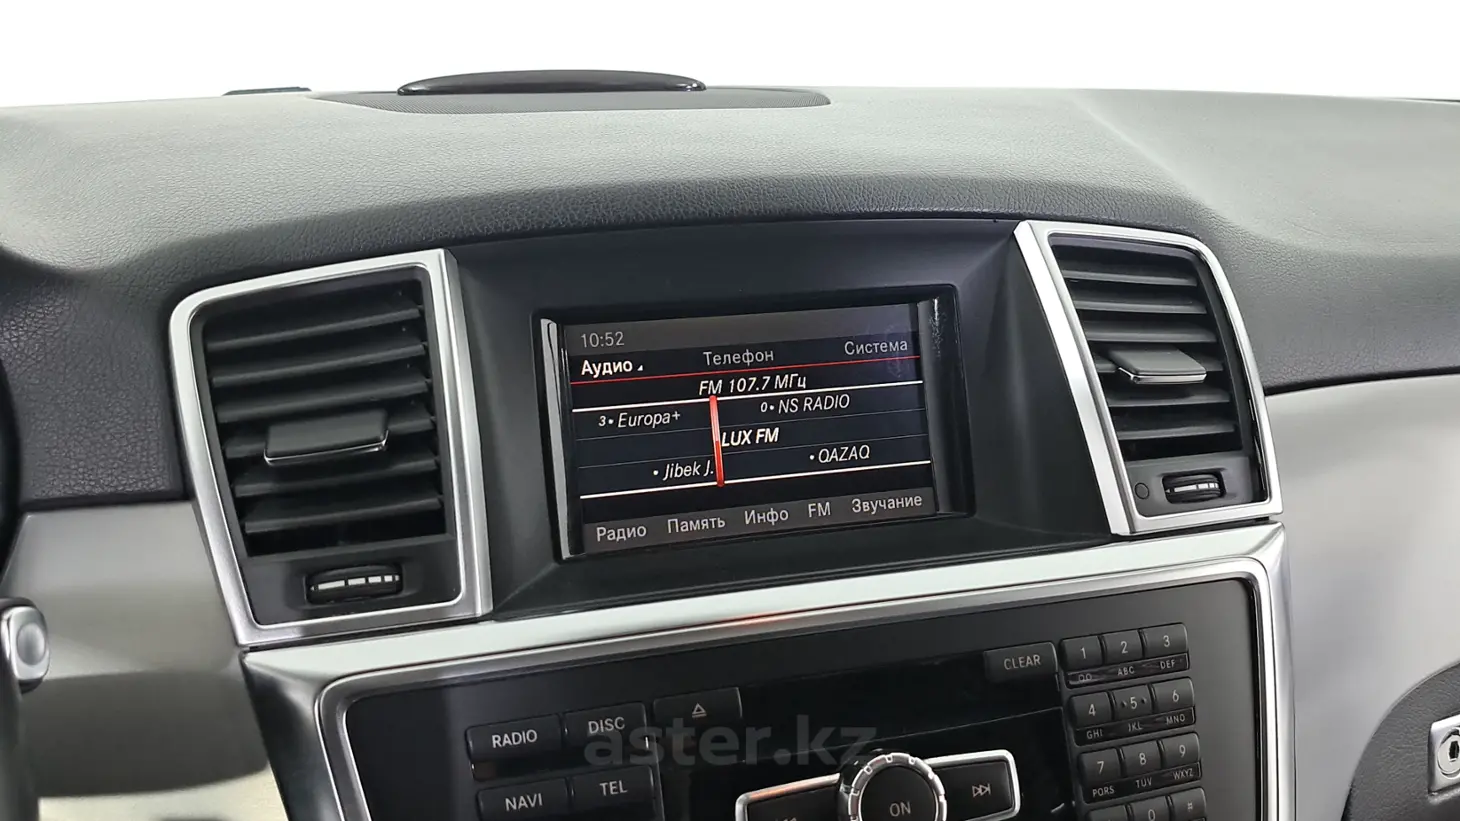 10:52
Аудио Телефон Система
FM 107.7 МГц
3• Europa+ 0• NS RADIO
LUX FM
• Jibek J. • QAZAQ
Радио Память Инфо FM Звучание
CLEAR 1 2 3
ABC DEF
4 5 6
GHI JKL MNO
RADIO DISC
aster.kz
7 8 9
PORS TUV WXYZ
NAVI TEL
ON
0 #